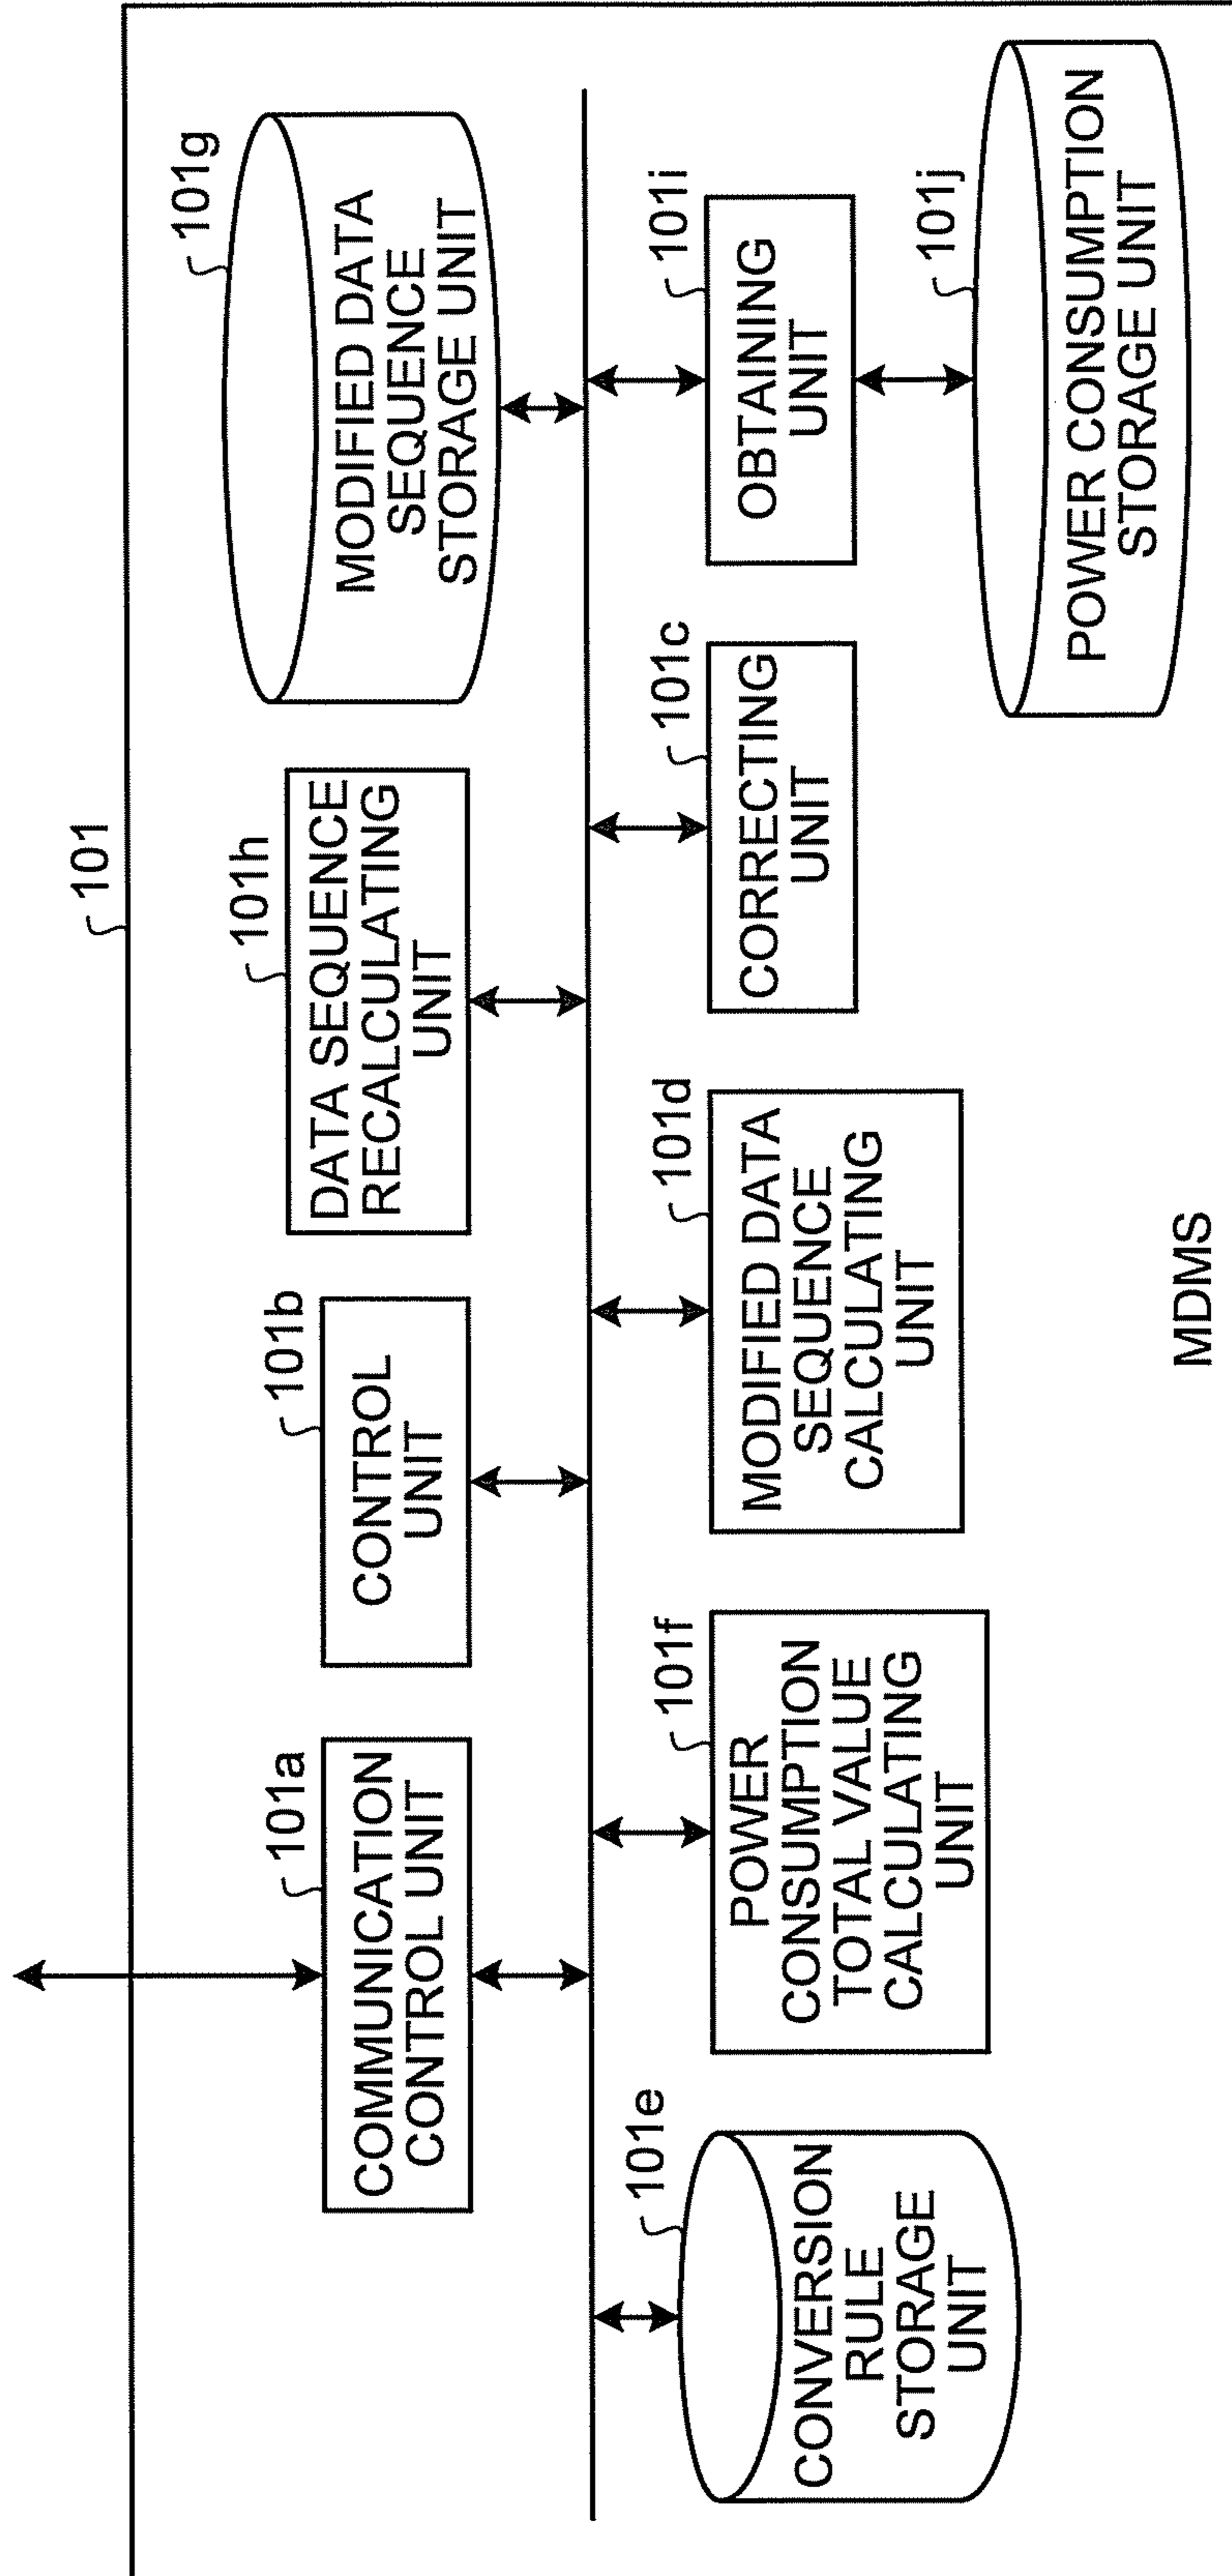 101
101a
COMMUNICATION
CONTROL UNIT
101b
CONTROL
UNIT
101h
DATA SEQUENCE
RECALCULATING
UNIT
101g
MODIFIED DATA
SEQUENCE
STORAGE UNIT
101e
CONVERSION
RULE
STORAGE
UNIT
101f
POWER
CONSUMPTION
TOTAL VALUE
CALCULATING
UNIT
101d
MODIFIED DATA
SEQUENCE
CALCULATING
UNIT
101c
CORRECTING
UNIT
101i
OBTAINING
UNIT
101j
POWER CONSUMPTION
STORAGE UNIT
MDMS